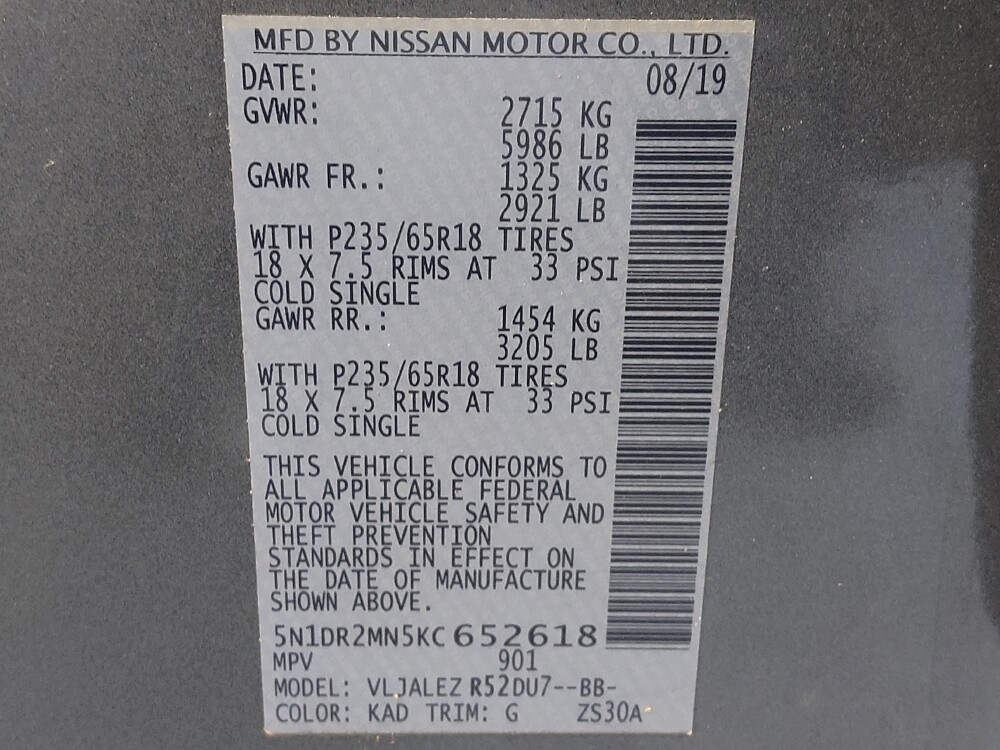 MFD BY NISSAN MOTOR CO., LTD.
DATE: 08/19
GVWR: 2715 KG
5986 LB
GAWR FR.: 1325 KG
2921 LB
WITH P235/65R18 TIRES
18 X 7.5 RIMS AT 33 PSI
COLD SINGLE
GAWR RR.: 1454 KG
3205 LB
WITH P235/65R18 TIRES
18 X 7.5 RIMS AT 33 PSI
COLD SINGLE
THIS VEHICLE CONFORMS TO
ALL APPLICABLE FEDERAL
MOTOR VEHICLE SAFETY AND
THEFT PREVENTION
STANDARDS IN EFFECT ON
THE DATE OF MANUFACTURE
SHOWN ABOVE.
5N1DR2MN5KC652618
MPV 901
MODEL: VLJALEZ R52DU7--BB-
COLOR: KAD TRIM: G ZS30A